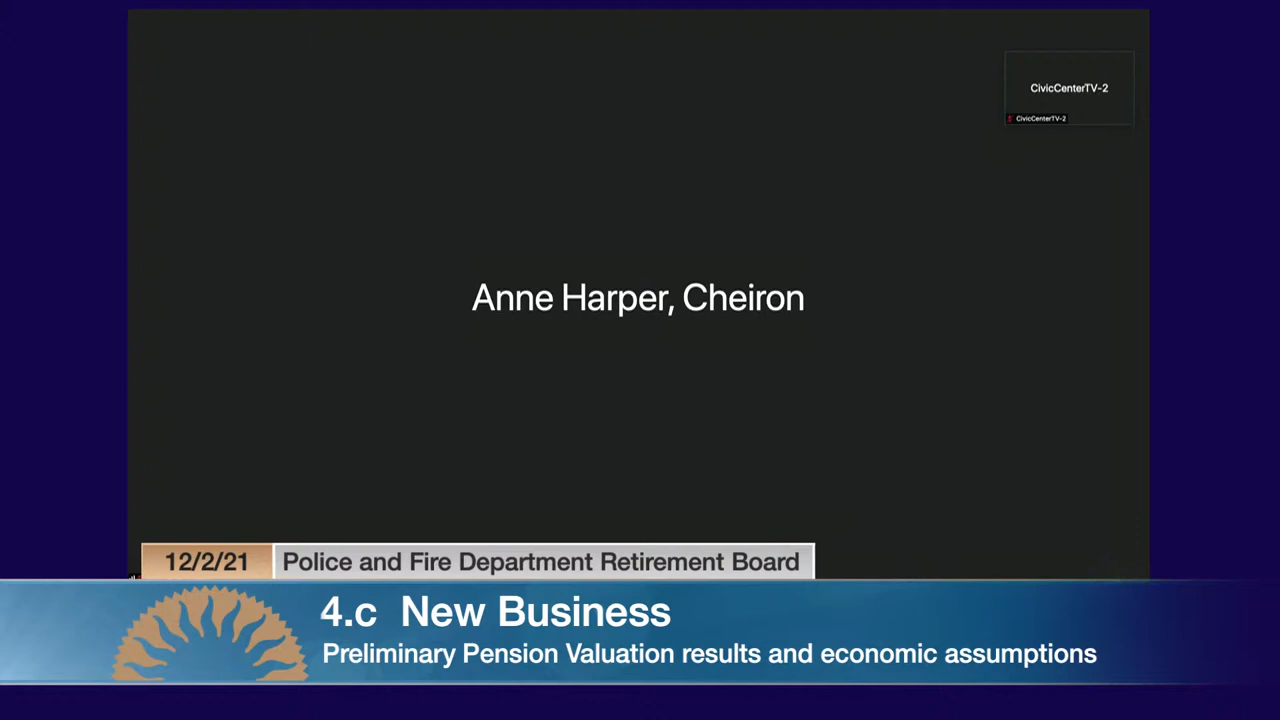 CivicCenterTV-2
CivicCenterTV-2
Anne Harper, Cheiron
12/2/21 Police and Fire Department Retirement Board
4.c New Business
Preliminary Pension Valuation results and economic assumptions